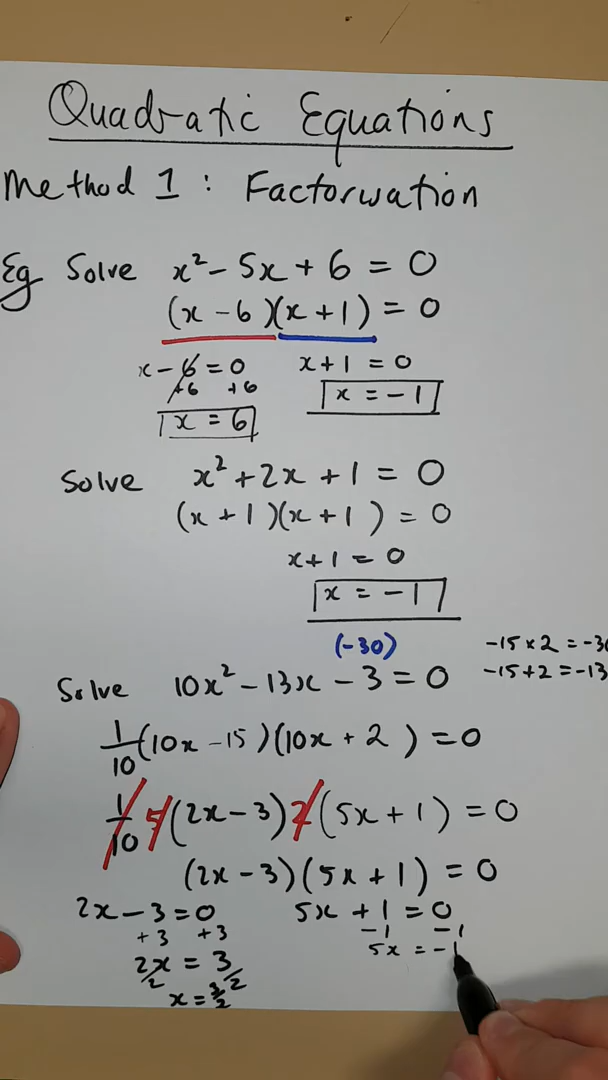 Quadratic Equations
Method 1 : Factorwation
Eg Solve x² - 5x + 6 = 0
(x - 6)(x + 1) = 0
x - 6 = 0 x + 1 = 0
+6 +6 x = -1
x = 6
Solve x² + 2x + 1 = 0
(x + 1)(x + 1) = 0
x + 1 = 0
x = -1
(-30) -15 × 2 = -30
Solve 10x² - 13x - 3 = 0 -15 + 2 = -13
1/10 (10x - 15)(10x + 2) = 0
1/10 5(2x - 3) 2(5x + 1) = 0
(2x - 3)(5x + 1) = 0
2x - 3 = 0 5x + 1 = 0
+3 +3 -1 -1
2x = 3 5x = -1
/2 /2
x = 3/2